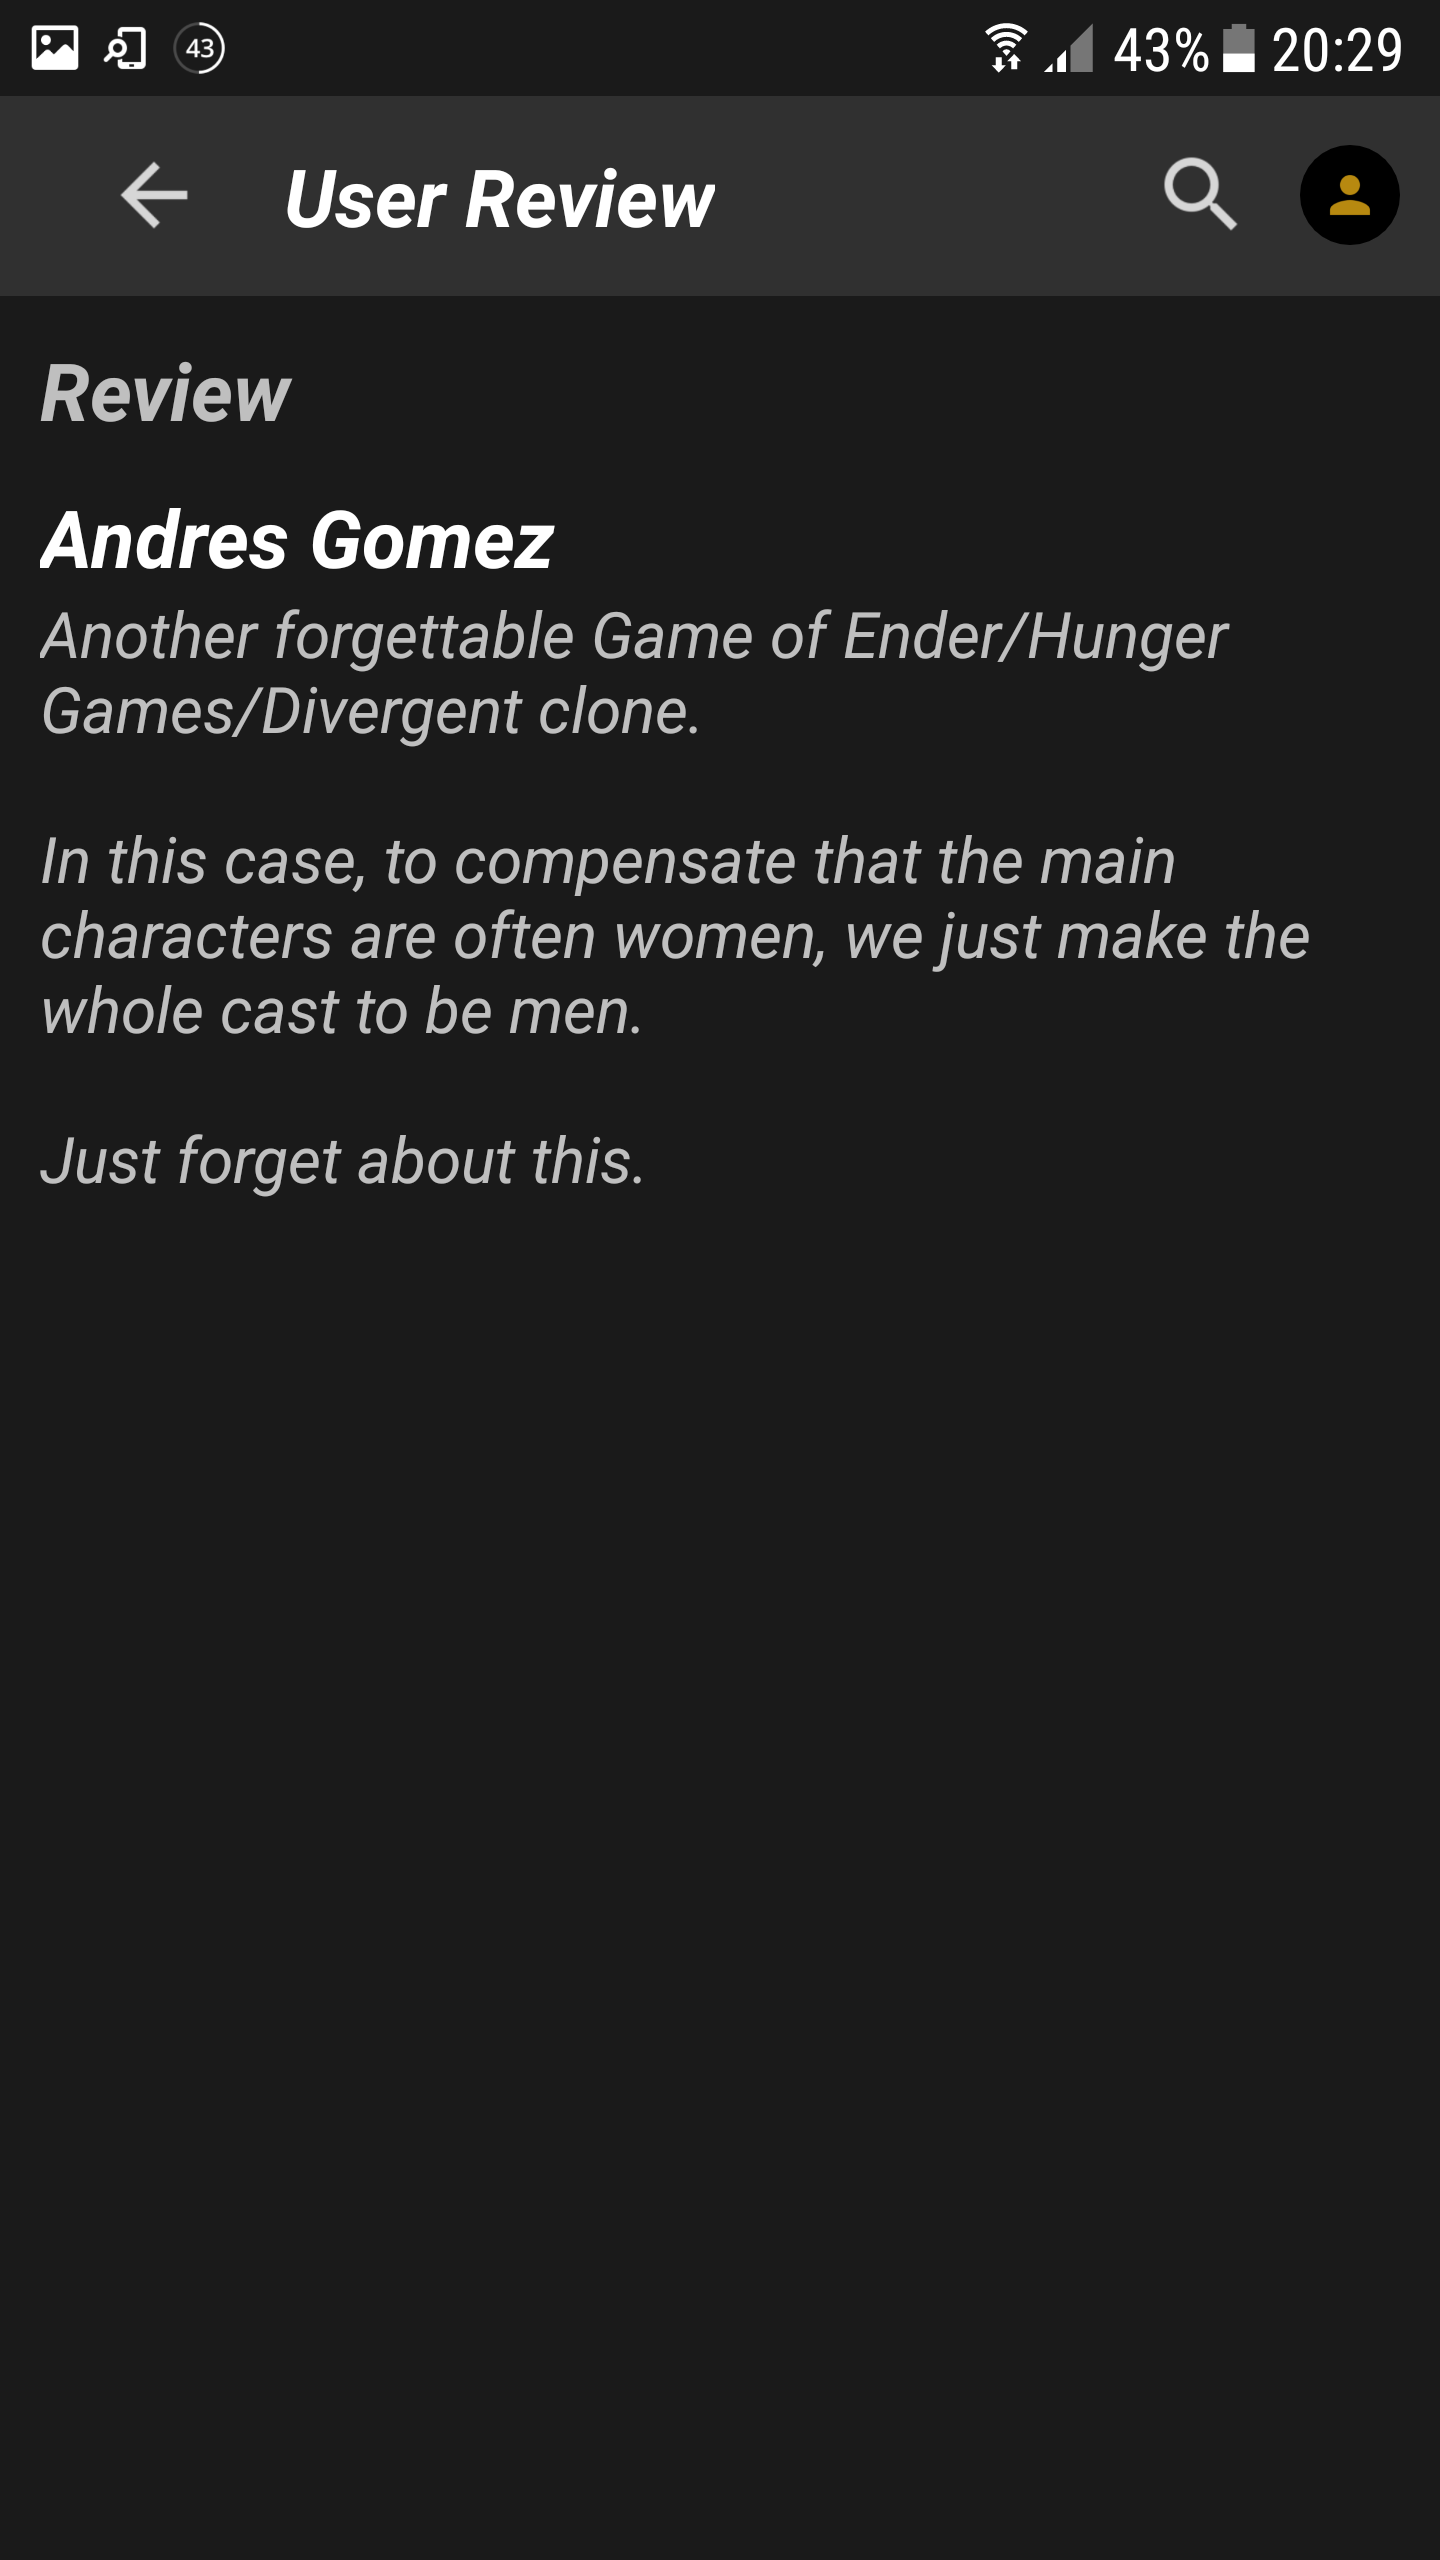 43
43%
20:29
User Review
Review
Andres Gomez
Another forgettable Game of Ender/Hunger
Games/Divergent clone.
In this case, to compensate that the main
characters are often women, we just make the
whole cast to be men.
Just forget about this.